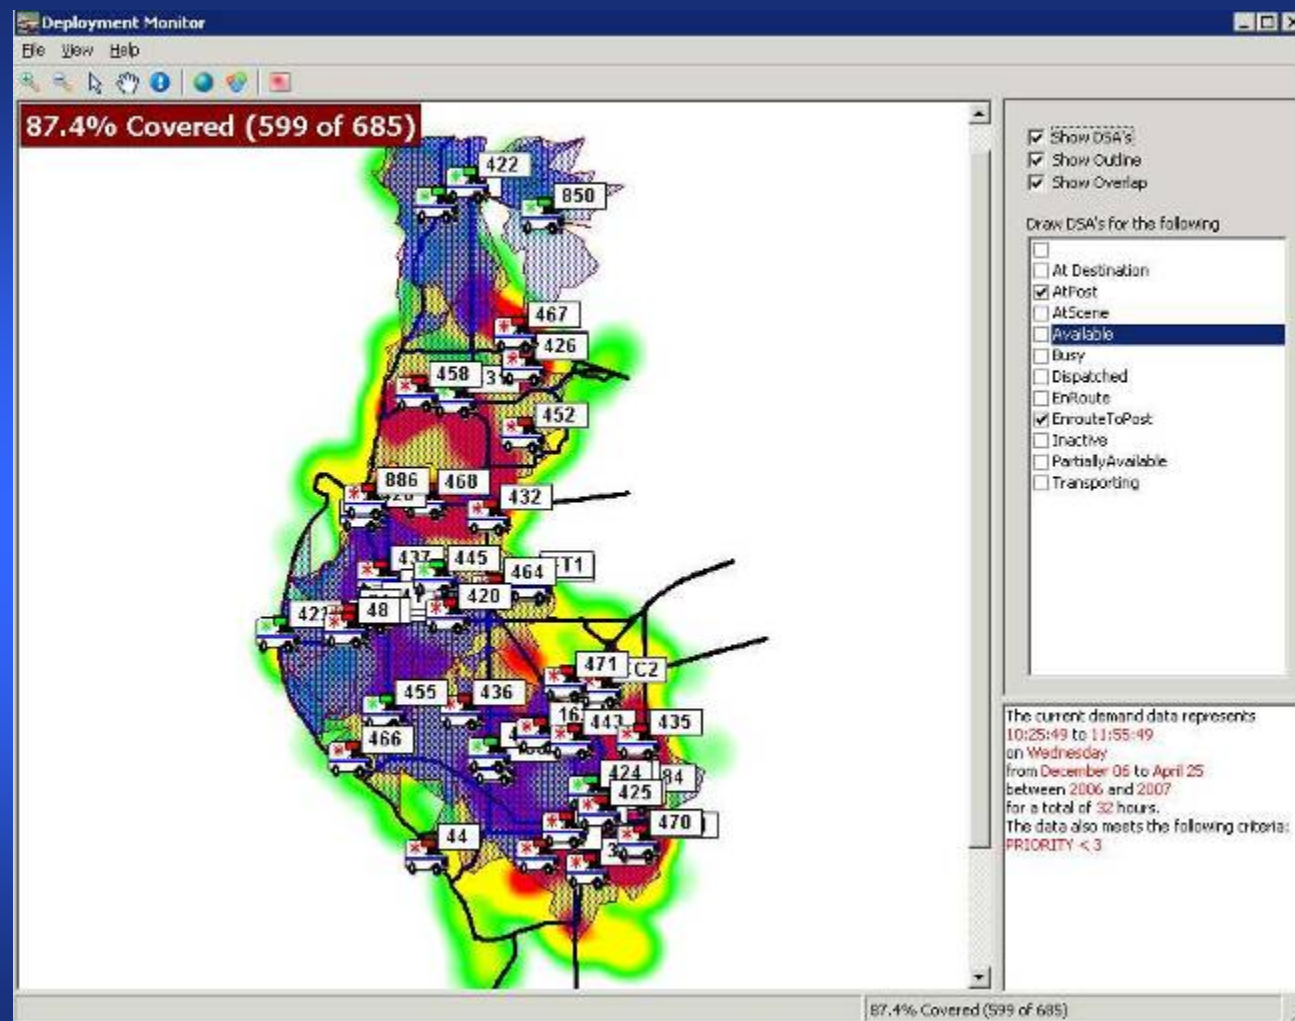 Deployment Monitor
File View Help
87.4% Covered (599 of 685)
422
850
467
426
458
452
886 468
432
437 445
464 T1
48 420
471 C2
455 436
16 443 435
466
424 84
425
470
44
3
Show DSA's
Show Outline
Show Overlap
Draw DSA's for the following
At Destination
AtPost
AtScene
Available
Busy
Dispatched
EnRoute
EnrouteToPost
Inactive
PartiallyAvailable
Transporting
The current demand data represents
10:25:49 to 11:55:49
on Wednesday
from December 06 to April 25
between 2006 and 2007
for a total of 32 hours.
The data also meets the following criteria:
PRIORITY < 3
87.4% Covered (599 of 685)